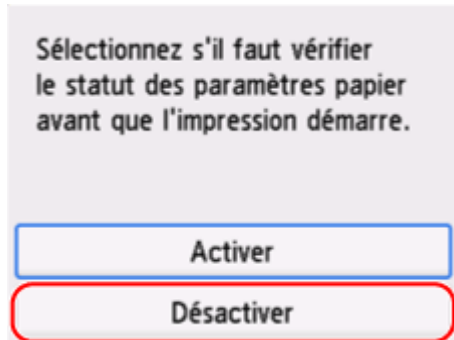 Sélectionnez s'il faut vérifier
le statut des paramètres papier
avant que l'impression démarre.
Activer
Désactiver